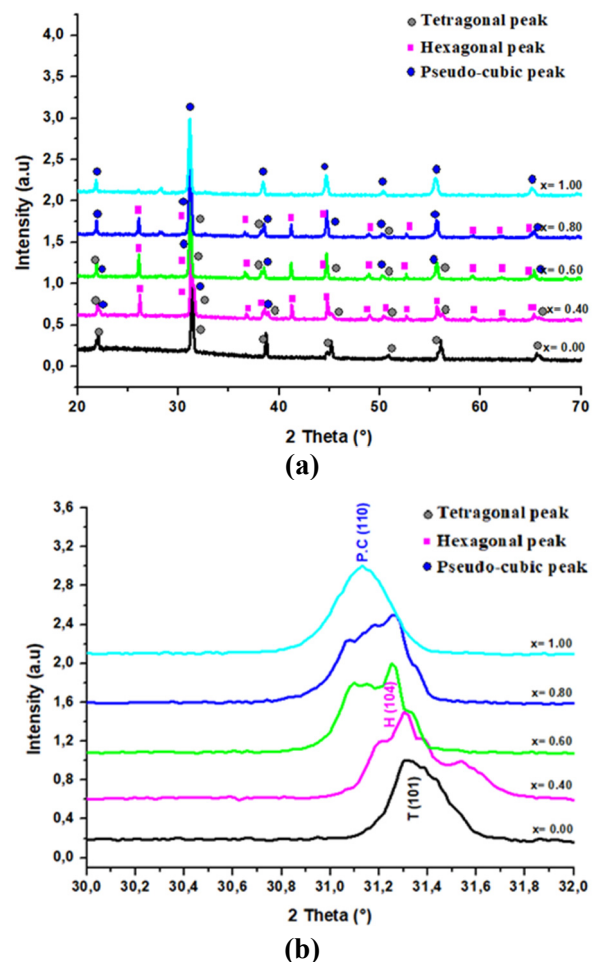 4,0
3,5
3,0
2,5
2,0
1,5
1,0
0,5
0,0
Intensity (a.u)
Tetragonal peak
Hexagonal peak
Pseudo-cubic peak
x= 1.00
x= 0.80
x= 0.60
x= 0.40
x= 0.00
20 30 40 50 60 70
2 Theta (°)
(a)
3,6
3,2
2,8
2,4
2,0
1,6
1,2
0,8
0,4
0,0
Intensity (a.u)
Tetragonal peak
Hexagonal peak
Pseudo-cubic peak
P.C (110)
H (104)
T (101)
x= 1.00
x= 0.80
x= 0.60
x= 0.40
x= 0.00
30,0 30,2 30,4 30,6 30,8 31,0 31,2 31,4 31,6 31,8 32,0
2 Theta (°)
(b)